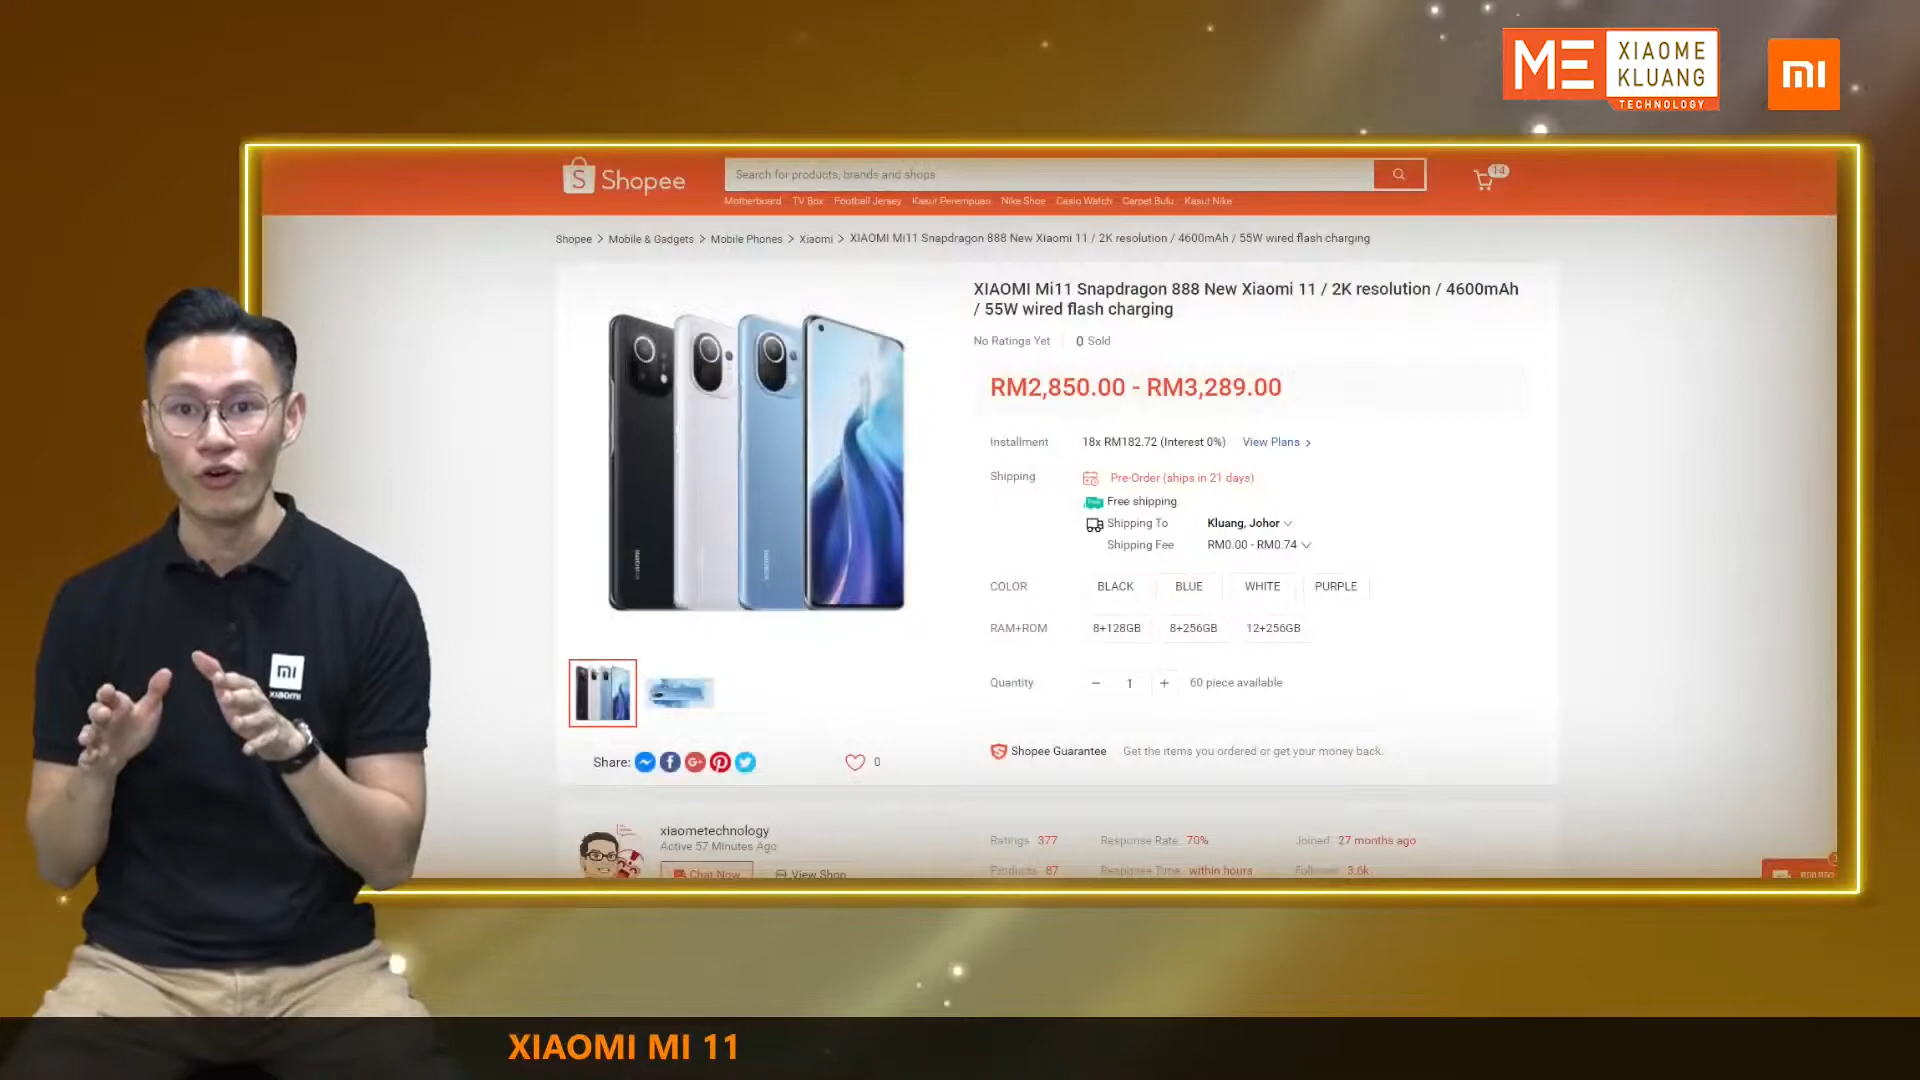 ME XIAOME
KLUANG
TECHNOLOGY
mi
S Shopee
Search for products, brands and shops
14
Motherboard TV Box Football Jersey Kasut Perempuan Nike Shoe Casio Watch Carpet Bulu Kasut Nike
Shopee > Mobile & Gadgets > Mobile Phones > Xiaomi > XIAOMI Mi11 Snapdragon 888 New Xiaomi 11 / 2K resolution / 4600mAh / 55W wired flash charging
XIAOMI Mi11 Snapdragon 888 New Xiaomi 11 / 2K resolution / 4600mAh
/ 55W wired flash charging
No Ratings Yet 0 Sold
RM2,850.00 - RM3,289.00
Installment 18x RM182.72 (Interest 0%) View Plans >
Shipping Pre-Order (ships in 21 days)
Free shipping
Shipping To Kluang, Johor
Shipping Fee RM0.00 - RM0.74
COLOR BLACK BLUE WHITE PURPLE
RAM+ROM 8+128GB 8+256GB 12+256GB
Quantity − 1 + 60 piece available
Shopee Guarantee Get the items you ordered or get your money back.
Share: 0
mi
XIAOMI
xiaometechnology
Active 57 Minutes Ago
Chat Now View Shop
Ratings 377 Response Rate 70% Joined 27 months ago
Products 87 Response Time within hours Follower 3.6k
XIAOMI MI 11